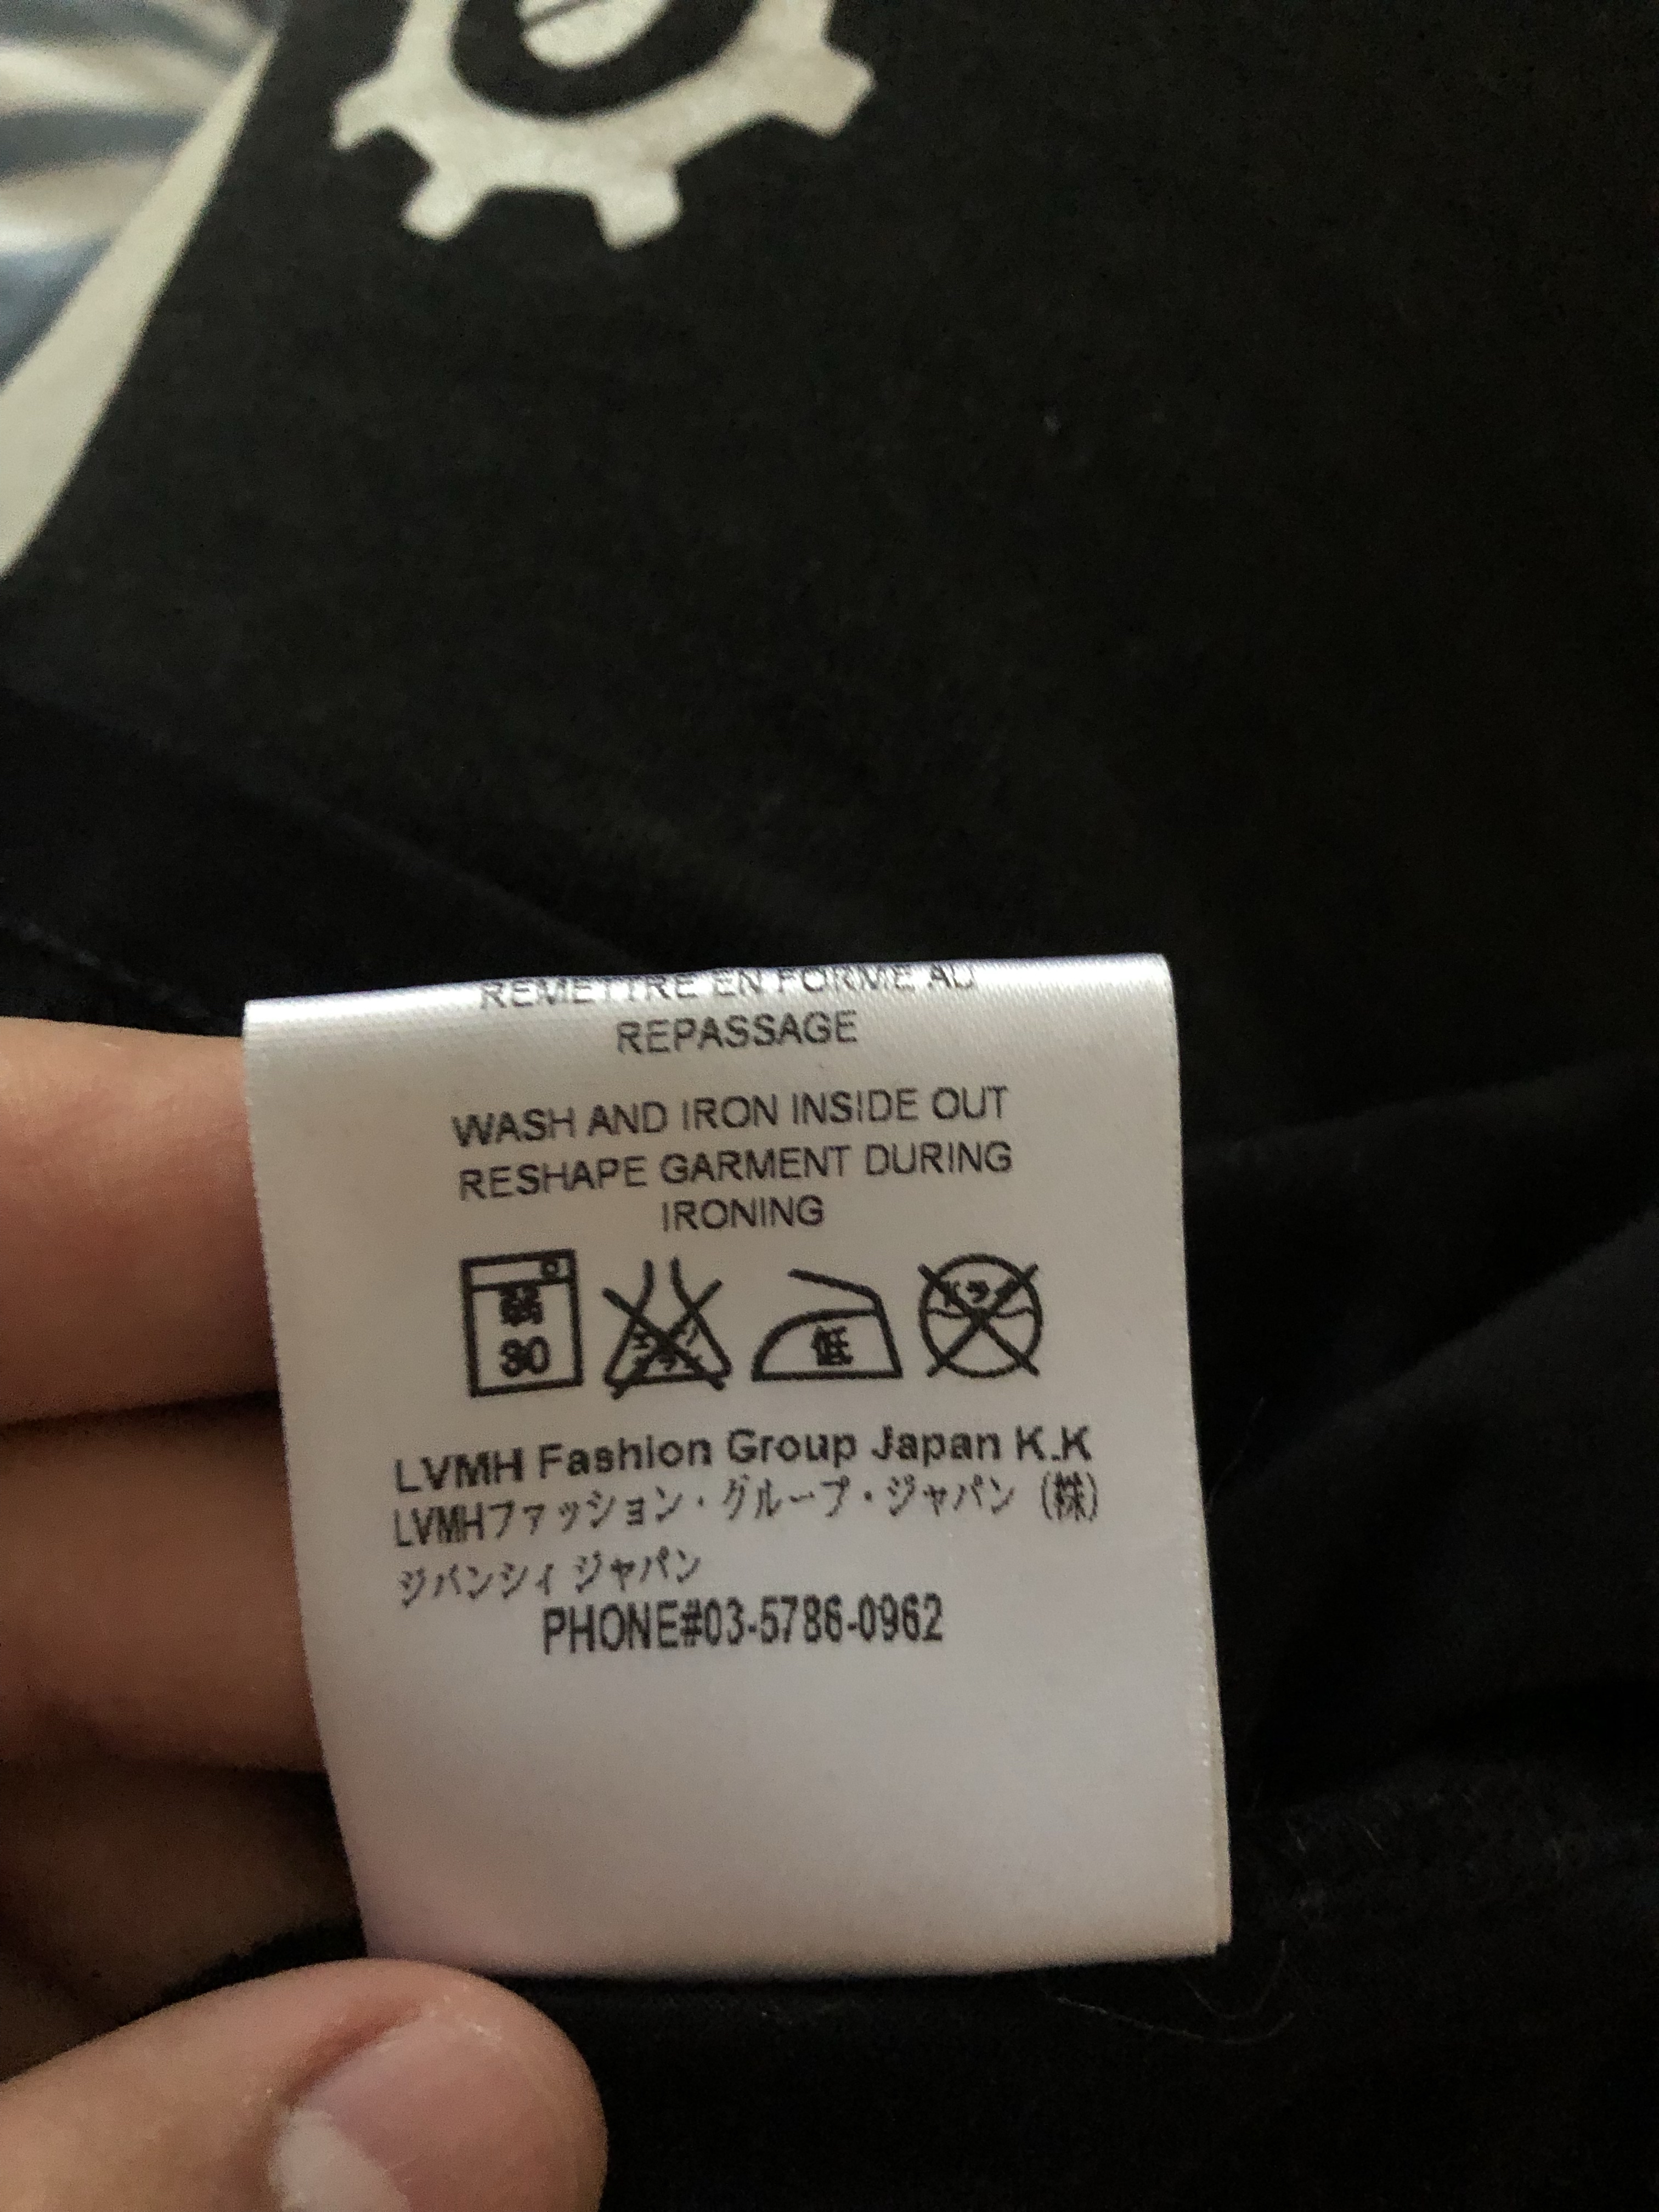 REMETTRE EN FORME AU
REPASSAGE
WASH AND IRON INSIDE OUT
RESHAPE GARMENT DURING
IRONING
30
低
LVMH Fashion Group Japan K.K
LVMHファッション・グループ・ジャパン (株)
ジバンシィ ジャパン
PHONE#03-5786-0962